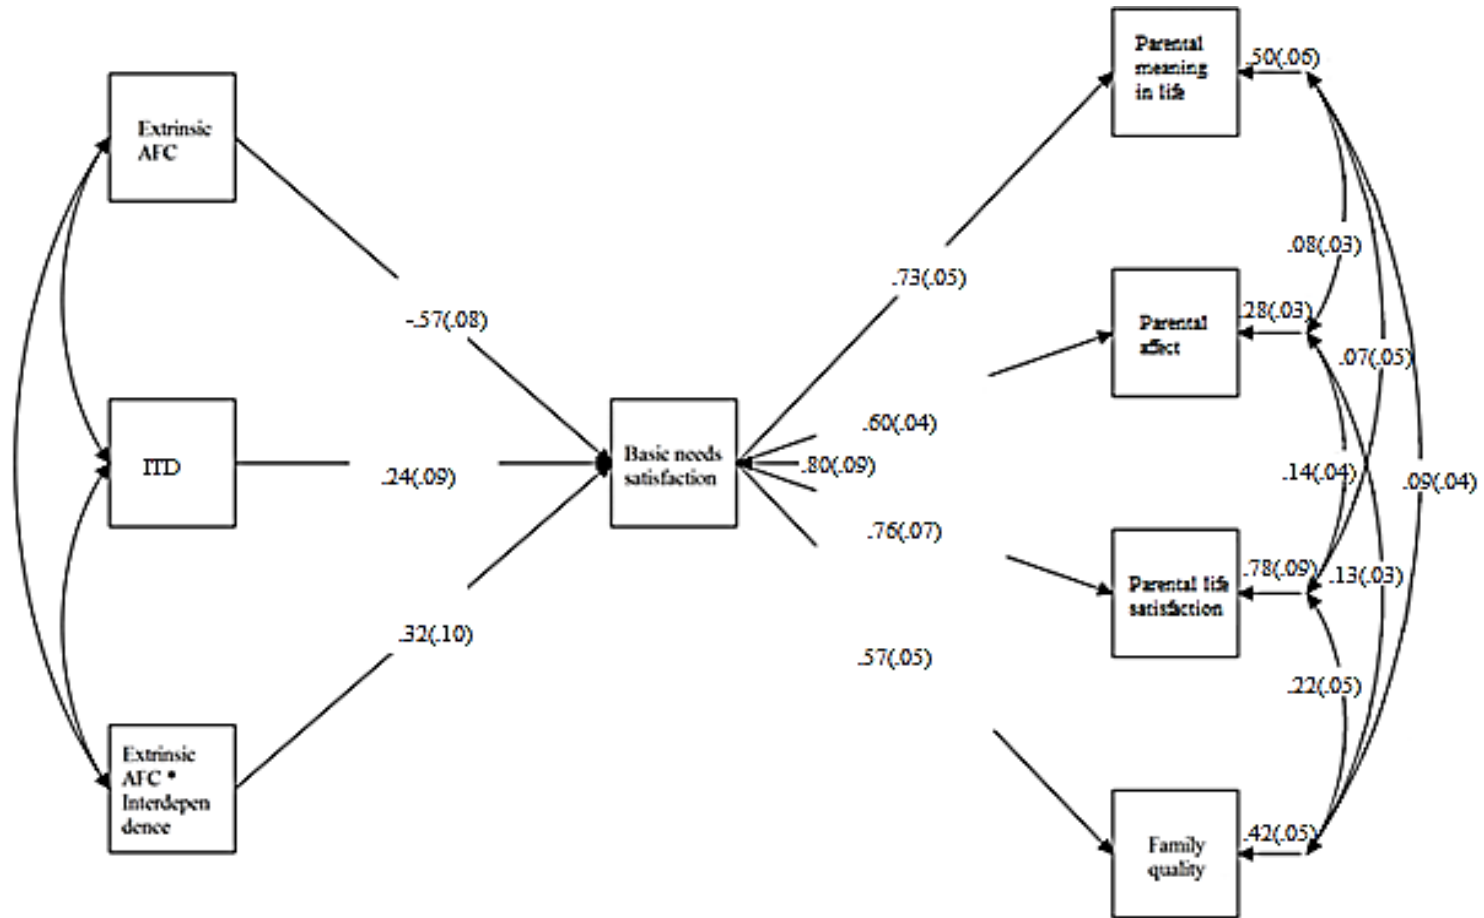 Extrinsic
AFC
ITD
Extrinsic
AFC *
Interdepen
dence
-.57(.08)
.24(.09)
.32(.10)
Basic needs
satisfaction
.80(.09)
.73(.05)
.60(.04)
.76(.07)
.57(.05)
Parental
meaning
in life
.50(.06)
Parental
affect
.28(.03)
Parental life
satisfaction
.78(.09)
Family
quality
.42(.05)
.08(.03)
.07(.05)
.14(.04)
.09(.04)
.13(.03)
.22(.05)